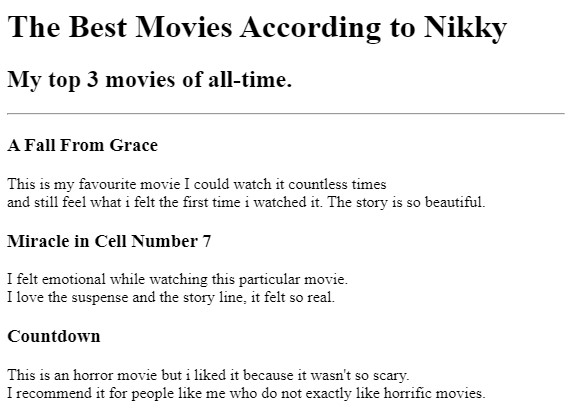 The Best Movies According to Nikky
My top 3 movies of all-time.
A Fall From Grace
This is my favourite movie I could watch it countless times
and still feel what i felt the first time i watched it. The story is so beautiful.
Miracle in Cell Number 7
I felt emotional while watching this particular movie.
I love the suspense and the story line, it felt so real.
Countdown
This is an horror movie but i liked it because it wasn't so scary.
I recommend it for people like me who do not exactly like horrific movies.